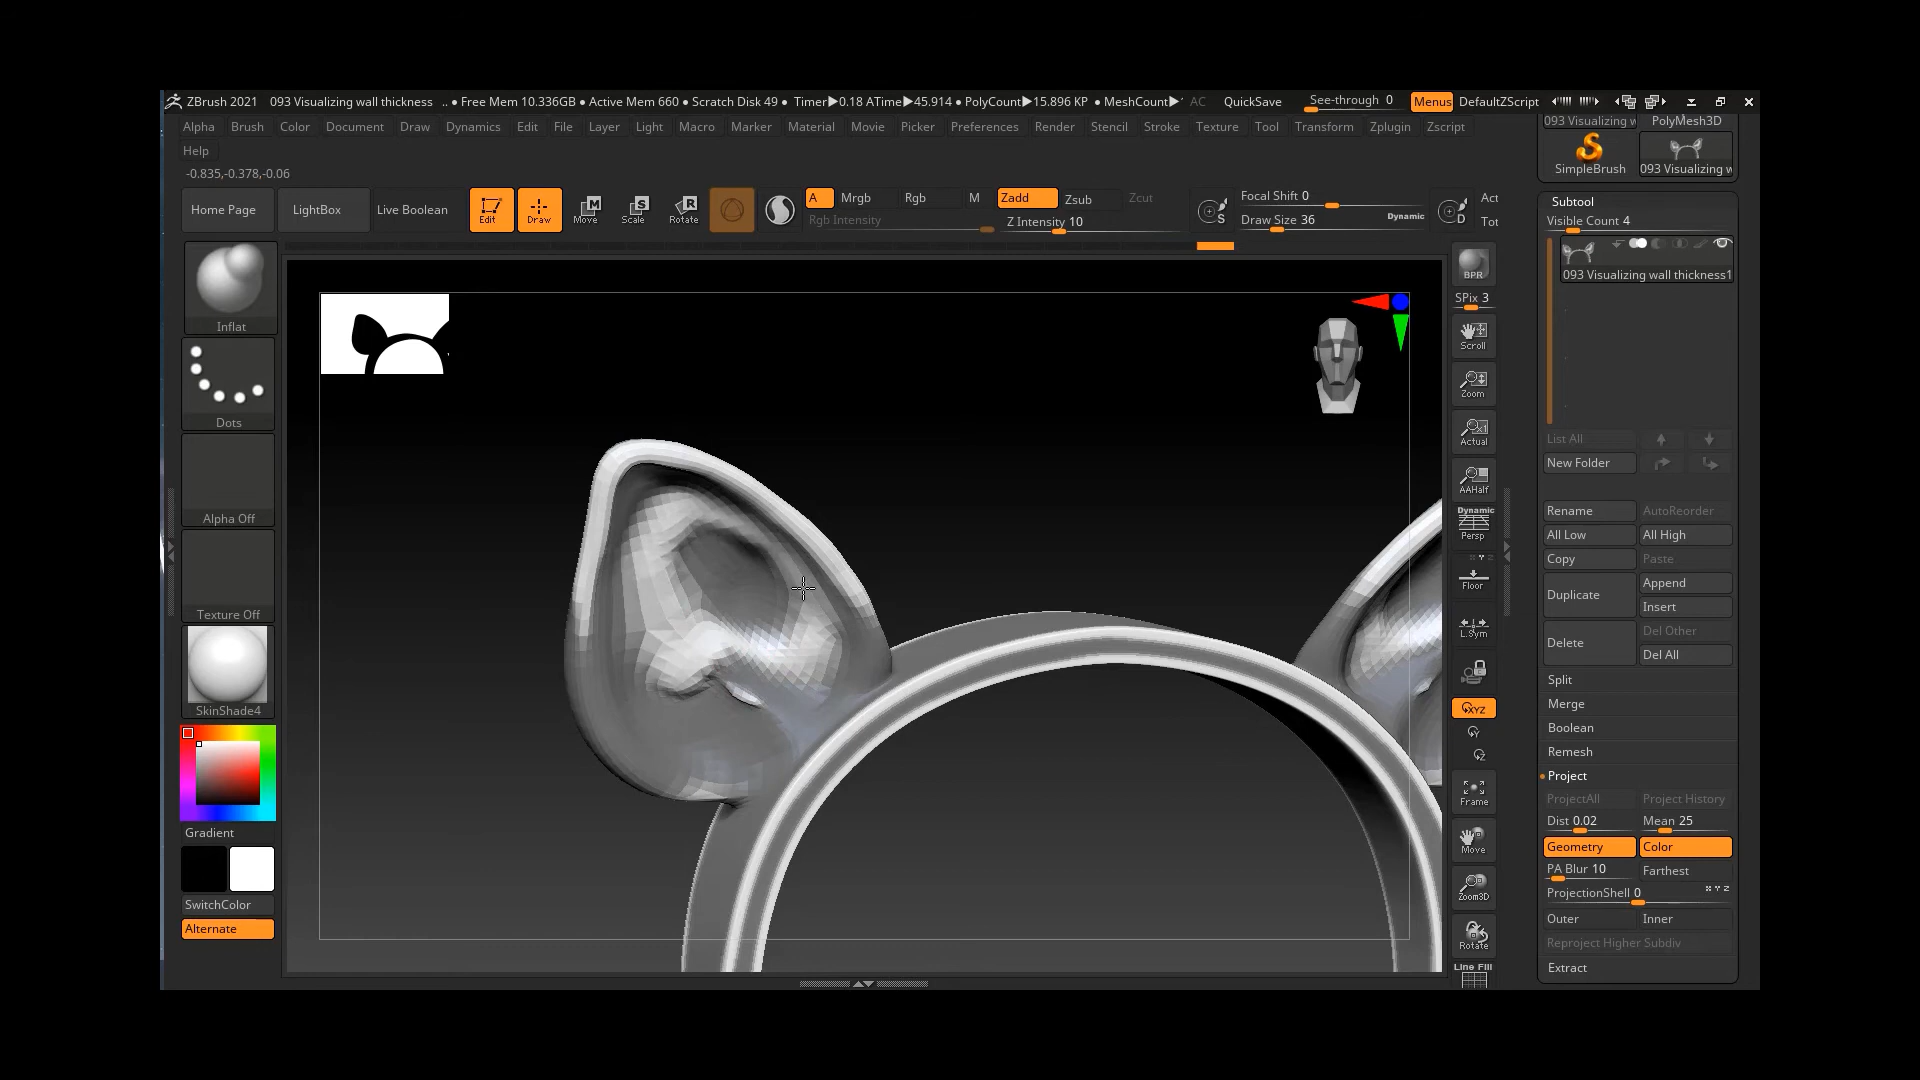 ZBrush 2021 093 Visualizing wall thickness .. ● Free Mem 10.336GB ● Active Mem 660 ● Scratch Disk 49 ● Timer▶0.18 ATime▶45.914 ● PolyCount▶15.896 KP ● MeshCount▶' AC QuickSave See-through 0 Menus DefaultZScript
Alpha Brush Color Document Draw Dynamics Edit File Layer Light Macro Marker Material Movie Picker Preferences Render Stencil Stroke Texture Tool Transform Zplugin Zscript
Help
-0.835,-0.378,-0.06
Home Page LightBox Live Boolean Edit Draw Move M Scale S Rotate R A Mrgb Rgb M Zadd Zsub Zcut Focal Shift 0 Act
Rgb Intensity Z Intensity 10 S Draw Size 36 Dynamic D Tot
Inflat
Dots
Alpha Off
Texture Off
SkinShade4
Gradient
SwitchColor
Alternate
BPR
SPix 3
Scroll
Zoom
Actual
AAHalf
Dynamic
Persp
Floor
L.Sym
XYZ
Y
Z
Frame
Move
Zoom3D
Rotate
Line Fill
093 Visualizing w PolyMesh3D
SimpleBrush 093 Visualizing w
Subtool
Visible Count 4
093 Visualizing wall thickness1
List All
New Folder
Rename AutoReorder
All Low All High
Copy Paste
Duplicate Append
Insert
Delete Del Other
Del All
Split
Merge
Boolean
Remesh
Project
ProjectAll Project History
Dist 0.02 Mean 25
Geometry Color
PA Blur 10 Farthest
ProjectionShell 0 X Y Z
Outer Inner
Reproject Higher Subdiv
Extract